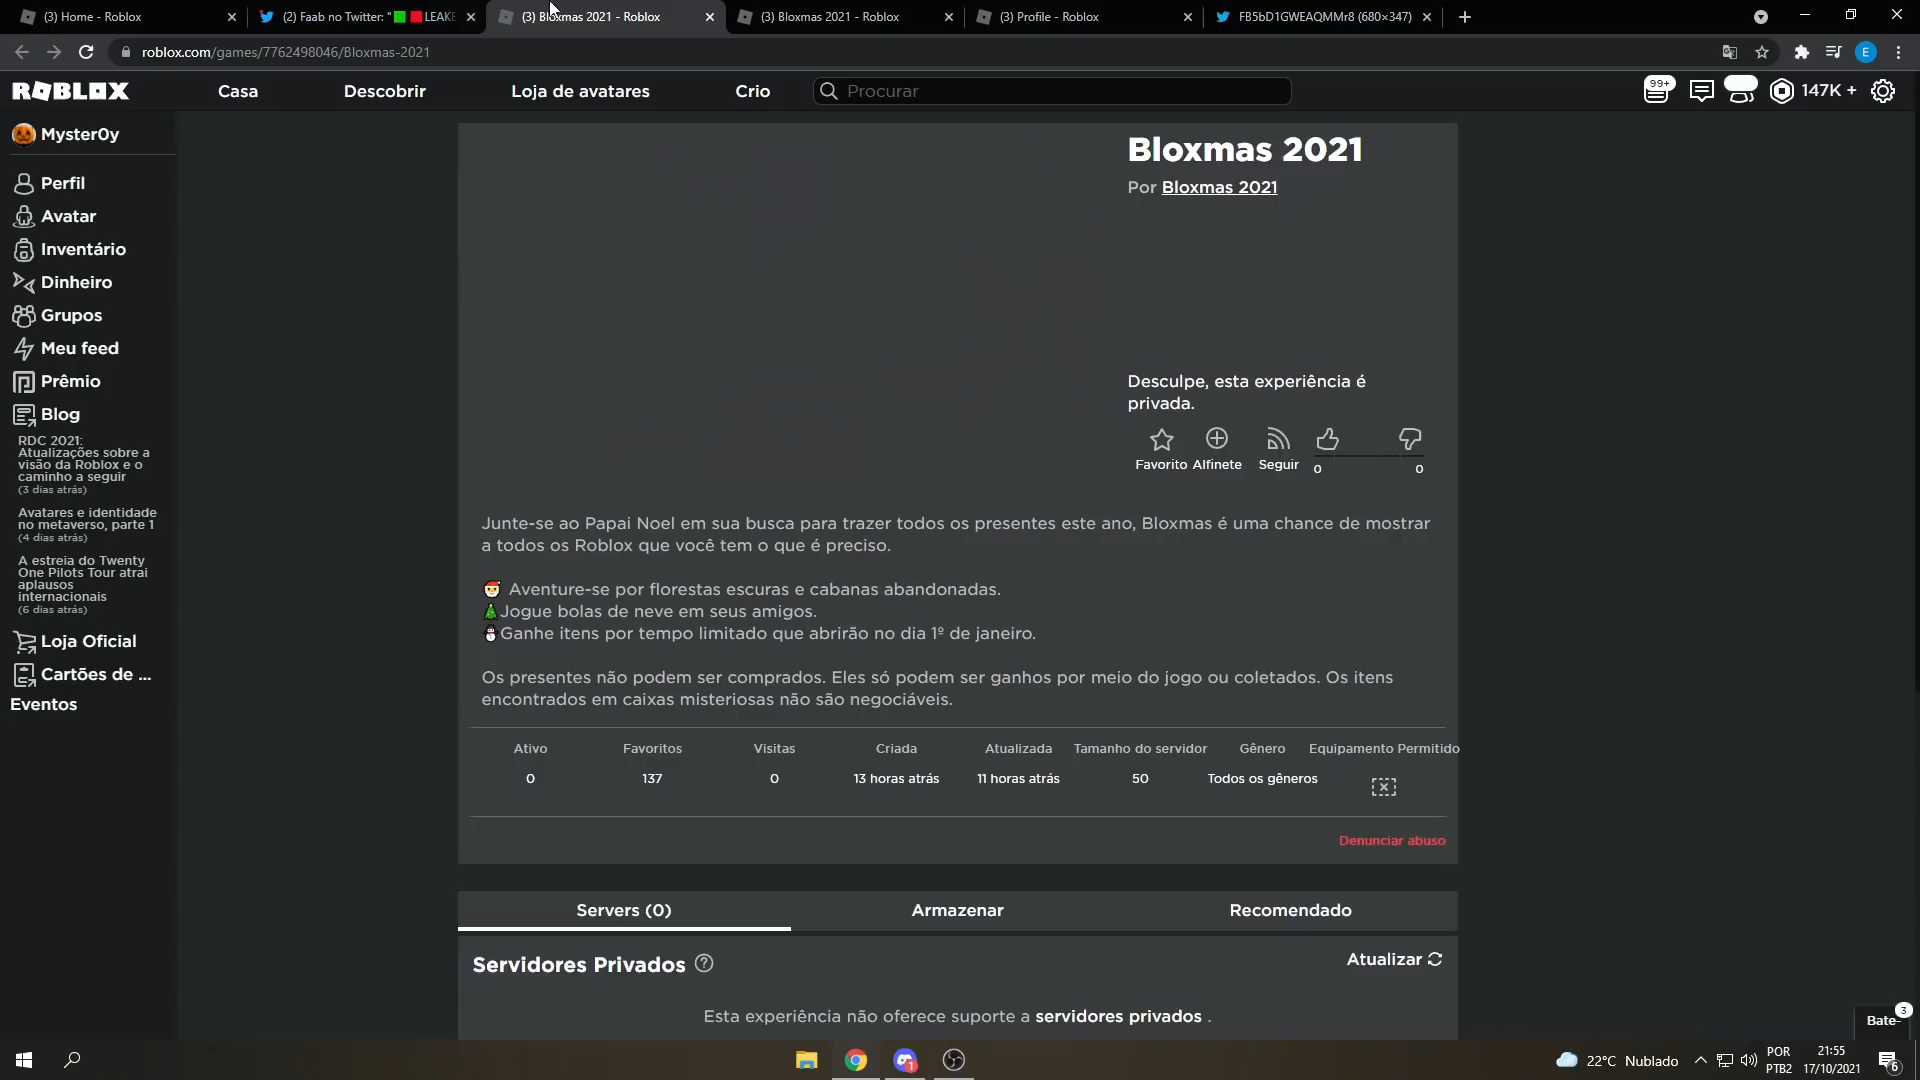 (3) Home - Roblox
(2) Faab no Twitter: "🟩🟥LEAKE
(3) Bloxmas 2021 - Roblox
(3) Bloxmas 2021 - Roblox
(3) Profile - Roblox
FB5bD1GWEAQMMr8 (680×347)
roblox.com/games/7762498046/Bloxmas-2021
E
ROBLOX
Casa
Descobrir
Loja de avatares
Crio
Procurar
99+
147K +
Myster0y
Perfil
Avatar
Inventário
Dinheiro
Grupos
Meu feed
Prêmio
Blog
RDC 2021:
Atualizações sobre a
visão da Roblox e o
caminho a seguir
(3 dias atrás)
Avatares e identidade
no metaverso, parte 1
(4 dias atrás)
A estreia do Twenty
One Pilots Tour atrai
aplausos
internacionais
(6 dias atrás)
Loja Oficial
Cartões de ...
Eventos
Bloxmas 2021
Por Bloxmas 2021
Desculpe, esta experiência é
privada.
Favorito
Alfinete
Seguir
0
0
Junte-se ao Papai Noel em sua busca para trazer todos os presentes este ano, Bloxmas é uma chance de mostrar
a todos os Roblox que você tem o que é preciso.
🎅 Aventure-se por florestas escuras e cabanas abandonadas.
🎄Jogue bolas de neve em seus amigos.
⛄Ganhe itens por tempo limitado que abrirão no dia 1º de janeiro.
Os presentes não podem ser comprados. Eles só podem ser ganhos por meio do jogo ou coletados. Os itens
encontrados em caixas misteriosas não são negociáveis.
Ativo
Favoritos
Visitas
Criada
Atualizada
Tamanho do servidor
Gênero
Equipamento Permitido
0
137
0
13 horas atrás
11 horas atrás
50
Todos os gêneros
Denunciar abuso
Servers (0)
Armazenar
Recomendado
Servidores Privados
Atualizar
Esta experiência não oferece suporte a servidores privados .
3
Bate-
1
22°C Nublado
POR
PTB2
21:55
17/10/2021
6